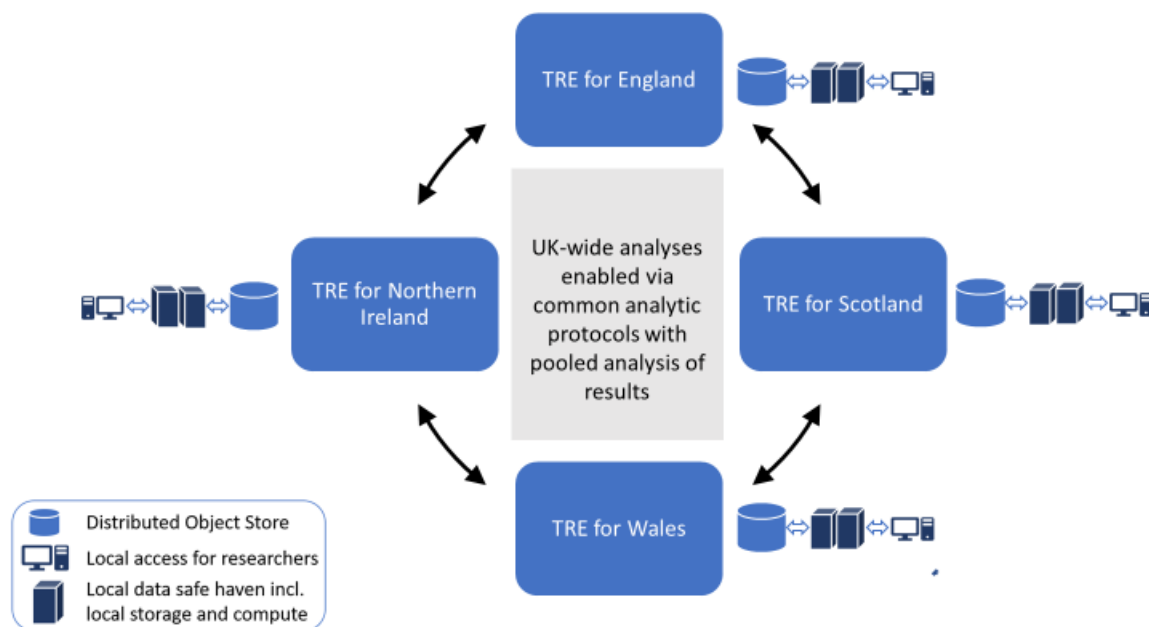 TRE for England
TRE for Northern
Ireland
UK-wide analyses
enabled via
common analytic
protocols with
pooled analysis of
results
TRE for Scotland
TRE for Wales
Distributed Object Store
Local access for researchers
Local data safe haven incl.
local storage and compute